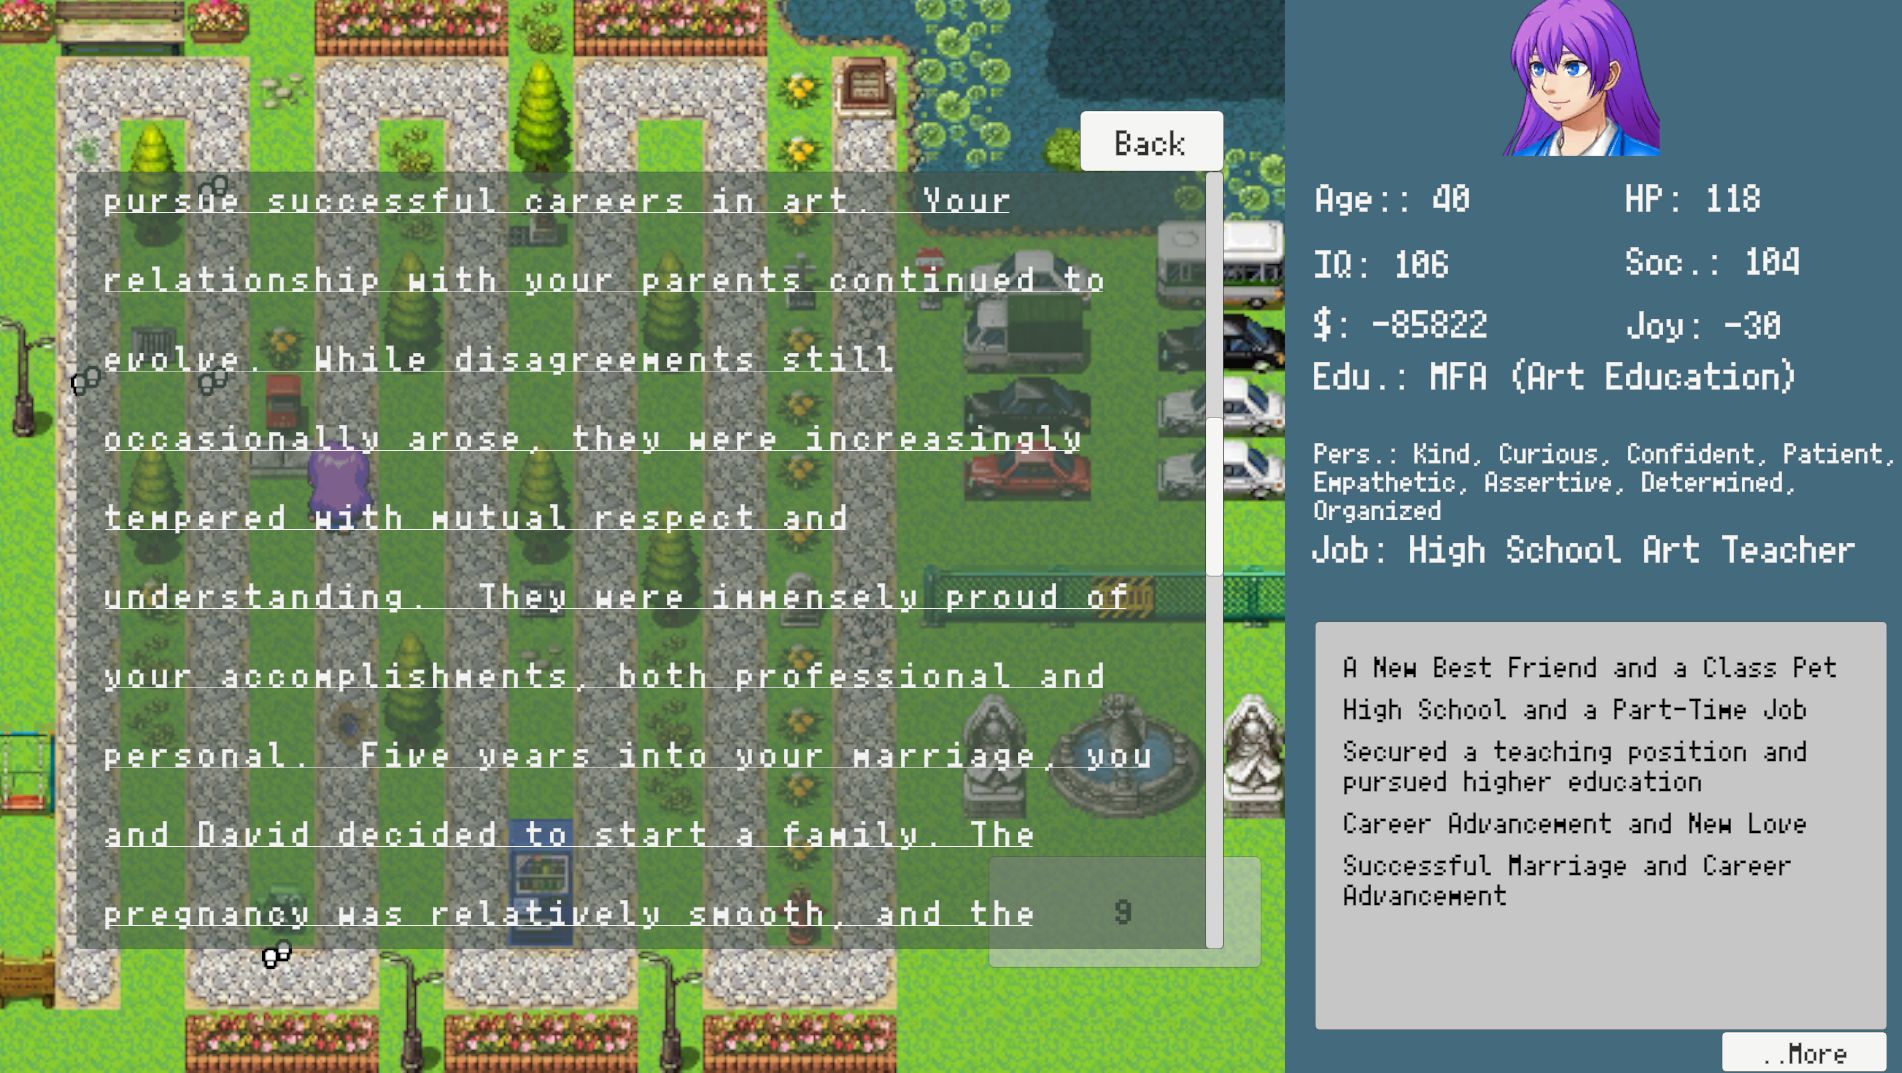 Back
pursue successful careers in art.  Your
relationship with your parents continued to
evolve.  While disagreements still
occasionally arose, they were increasingly
tempered with mutual respect and
understanding.  They were immensely proud of
your accomplishments, both professional and
personal.  Five years into your marriage, you
and David decided to start a family. The
pregnancy was relatively smooth, and the
9
Age:: 40
HP: 118
IQ: 106
Soc.: 104
$: -85822
Joy: -30
Edu.: MFA (Art Education)
Pers.: Kind, Curious, Confident, Patient,
Empathetic, Assertive, Determined,
Organized
Job: High School Art Teacher
A New Best Friend and a Class Pet
High School and a Part-Time Job
Secured a teaching position and
pursued higher education
Career Advancement and New Love
Successful Marriage and Career
Advancement
..More